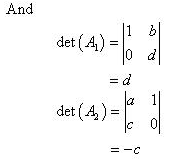 And
det(A₁) = |1 b|
|0 d|
= d
det(A₂) = |a 1|
|c 0|
= −c